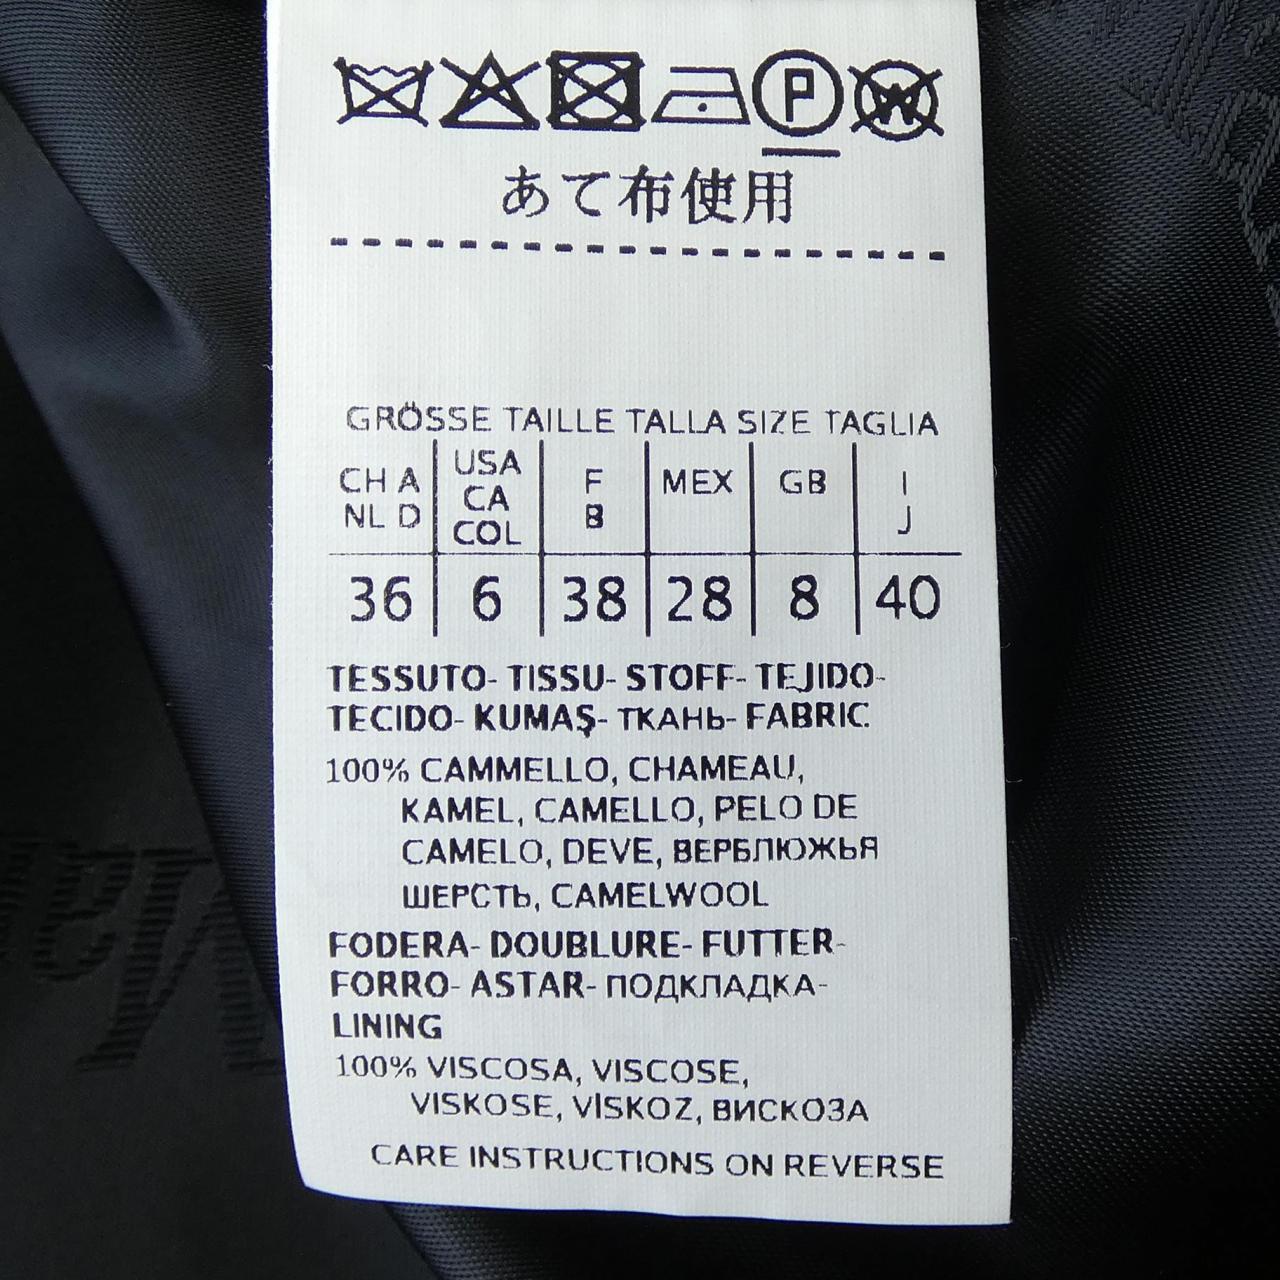 P W
あて布使用
GRÖSSE TAILLE TALLA SIZE TAGLIA
CH A NL D USA CA COL F B MEX GB I J
36 6 38 28 8 40
TESSUTO- TISSU- STOFF- TEJIDO-
TECIDO- KUMAŞ- ТКАНЬ- FABRIC
100% CAMMELLO, CHAMEAU,
KAMEL, CAMELLO, PELO DE
CAMELO, DEVE, ВЕРБЛЮЖЬЯ
ШЕРСТЬ, CAMELWOOL
FODERA- DOUBLURE- FUTTER-
FORRO- ASTAR- ПОДКЛАДКА-
LINING
100% VISCOSA, VISCOSE,
VISKOSE, VİSKOZ, ВИСКОЗА
CARE INSTRUCTIONS ON REVERSE